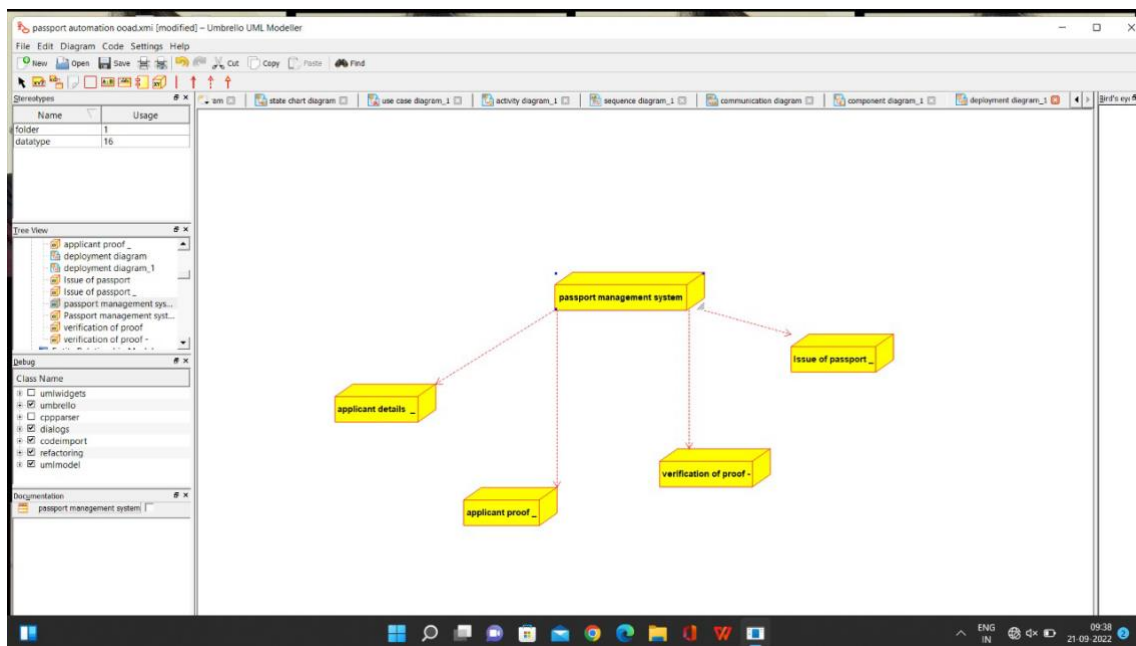 passport automation ooad.xmi [modified] – Umbrello UML Modeller
File Edit Diagram Code Settings Help
New Open Save Cut Copy Paste Find
Stereotypes
Name Usage
folder 1
datatype 16
am state chart diagram use case diagram_1 activity diagram_1 sequence diagram_1 communication diagram component diagram_1 deployment diagram_1
Bird's eye
Tree View
applicant proof _
deployment diagram
deployment diagram_1
Issue of passport
Issue of passport _
passport management sys...
Passport management syst...
verification of proof
verification of proof -
Debug
Class Name
umlwidgets
umbrello
cppparser
dialogs
codeimport
refactoring
umlmodel
Documentation
passport management system
passport management system
Issue of passport _
applicant details _
verification of proof -
applicant proof _
ENG
IN
09:38
21-09-2022
2